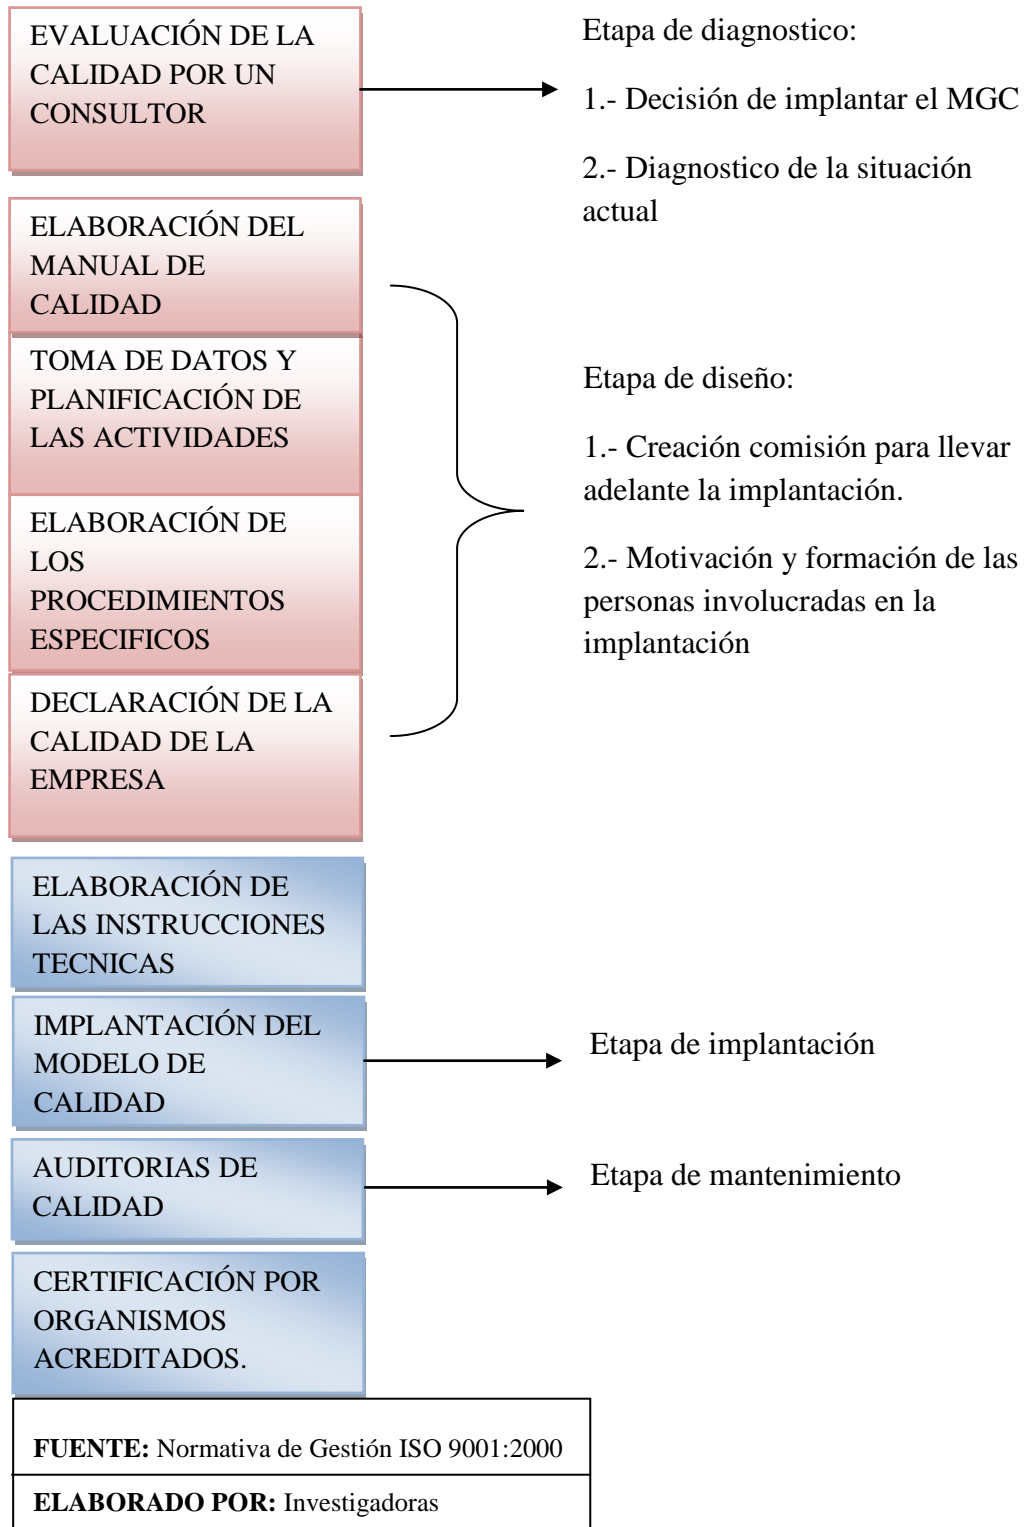 EVALUACIÓN DE LA
CALIDAD POR UN
CONSULTOR
Etapa de diagnostico:
1.- Decisión de implantar el MGC
2.- Diagnostico de la situación
actual
ELABORACIÓN DEL
MANUAL DE
CALIDAD
TOMA DE DATOS Y
PLANIFICACIÓN DE
LAS ACTIVIDADES
ELABORACIÓN DE
LOS
PROCEDIMIENTOS
ESPECIFICOS
DECLARACIÓN DE LA
CALIDAD DE LA
EMPRESA
Etapa de diseño:
1.- Creación comisión para llevar
adelante la implantación.
2.- Motivación y formación de las
personas involucradas en la
implantación
ELABORACIÓN DE
LAS INSTRUCCIONES
TECNICAS
IMPLANTACIÓN DEL
MODELO DE
CALIDAD
Etapa de implantación
AUDITORIAS DE
CALIDAD
Etapa de mantenimiento
CERTIFICACIÓN POR
ORGANISMOS
ACREDITADOS.
FUENTE: Normativa de Gestión ISO 9001:2000
ELABORADO POR: Investigadoras